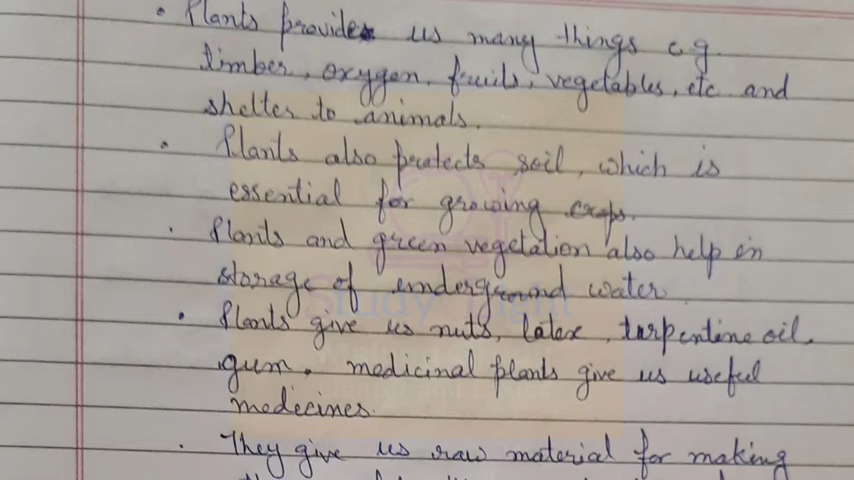 • Plants provides us many things e.g.
timber, oxygen, fruits, vegetables, etc and
shelter to animals.
• Plants also protects soil, which is
essential for growing crops.
• Plants and green vegetation also help in
storage of underground water
• Plants give us nuts, latex, turpentine oil.
gum. medicinal plants give us useful
medecines.
• They give us raw material for making